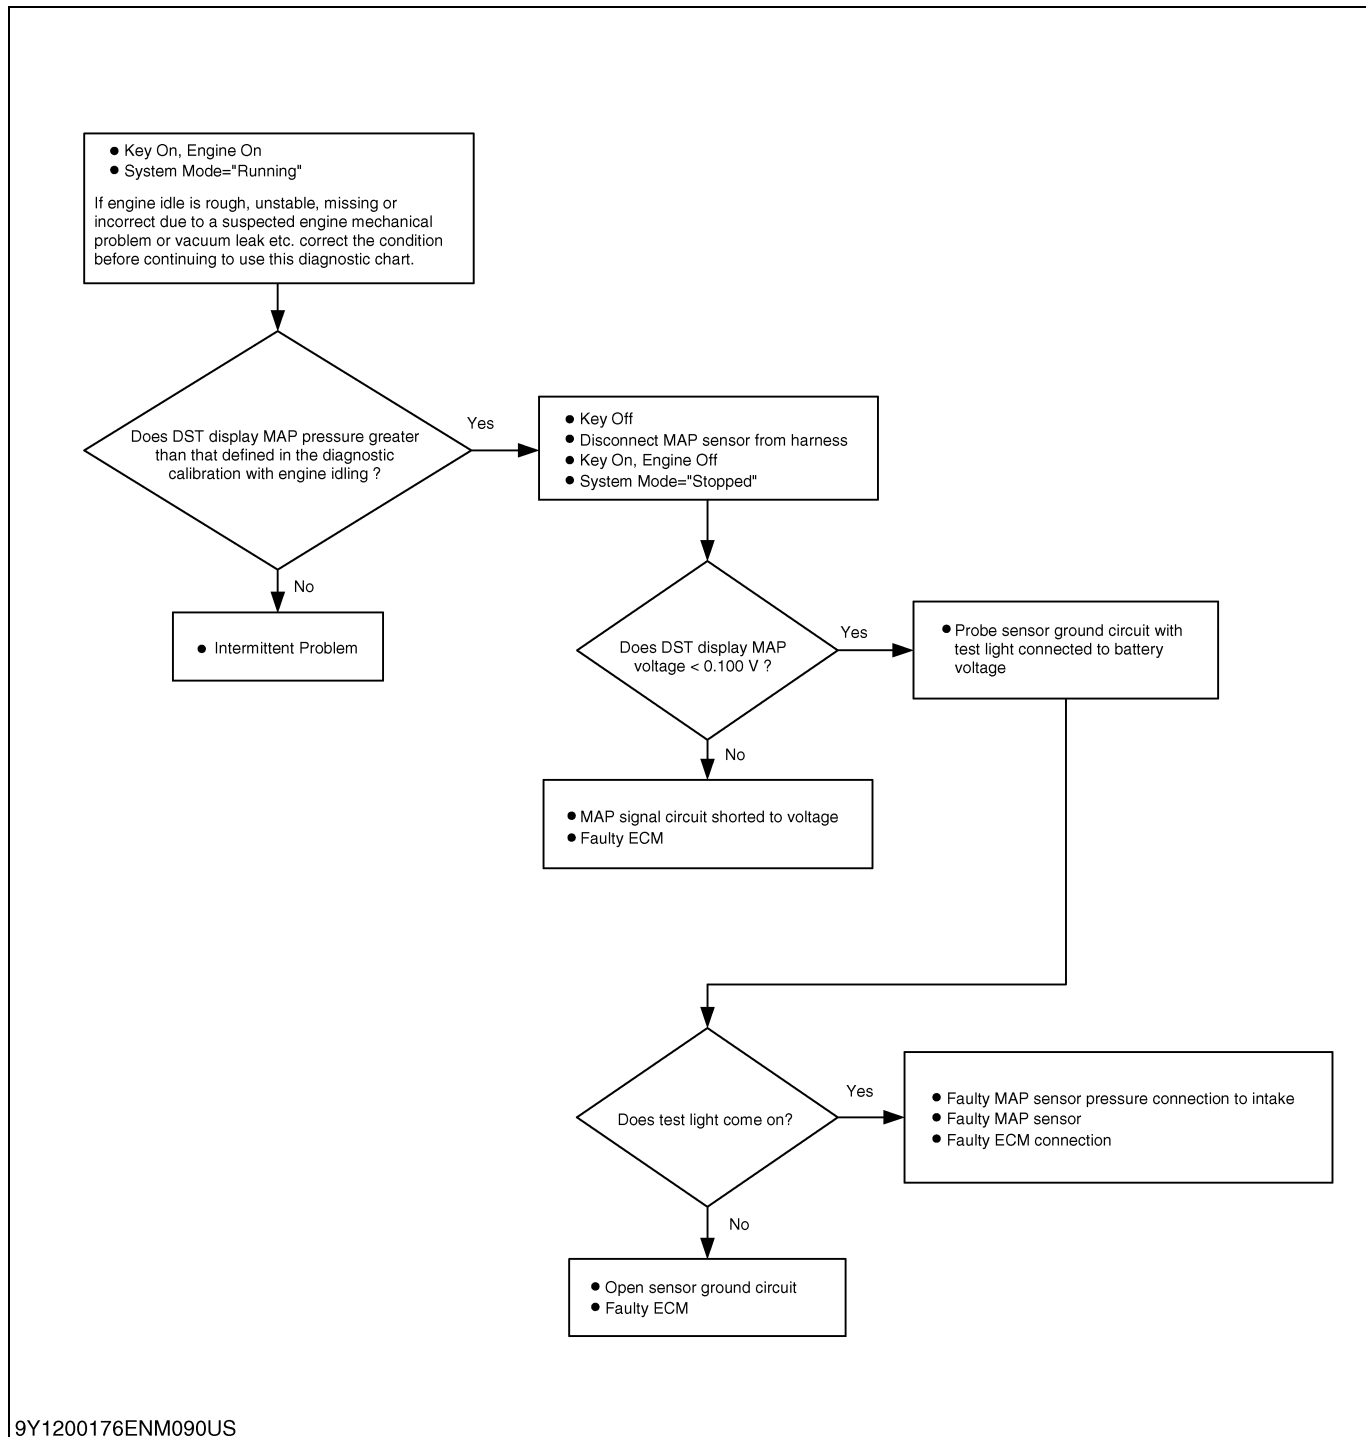 ● Key On, Engine On
● System Mode="Running"
If engine idle is rough, unstable, missing or
incorrect due to a suspected engine mechanical
problem or vacuum leak etc. correct the condition
before continuing to use this diagnostic chart.
Does DST display MAP pressure greater
than that defined in the diagnostic
calibration with engine idling ?
Yes
● Key Off
● Disconnect MAP sensor from harness
● Key On, Engine Off
● System Mode="Stopped"
No
● Intermittent Problem
Does DST display MAP
voltage < 0.100 V ?
Yes
● Probe sensor ground circuit with
test light connected to battery
voltage
No
● MAP signal circuit shorted to voltage
● Faulty ECM
Does test light come on?
Yes
● Faulty MAP sensor pressure connection to intake
● Faulty MAP sensor
● Faulty ECM connection
No
● Open sensor ground circuit
● Faulty ECM
9Y1200176ENM090US